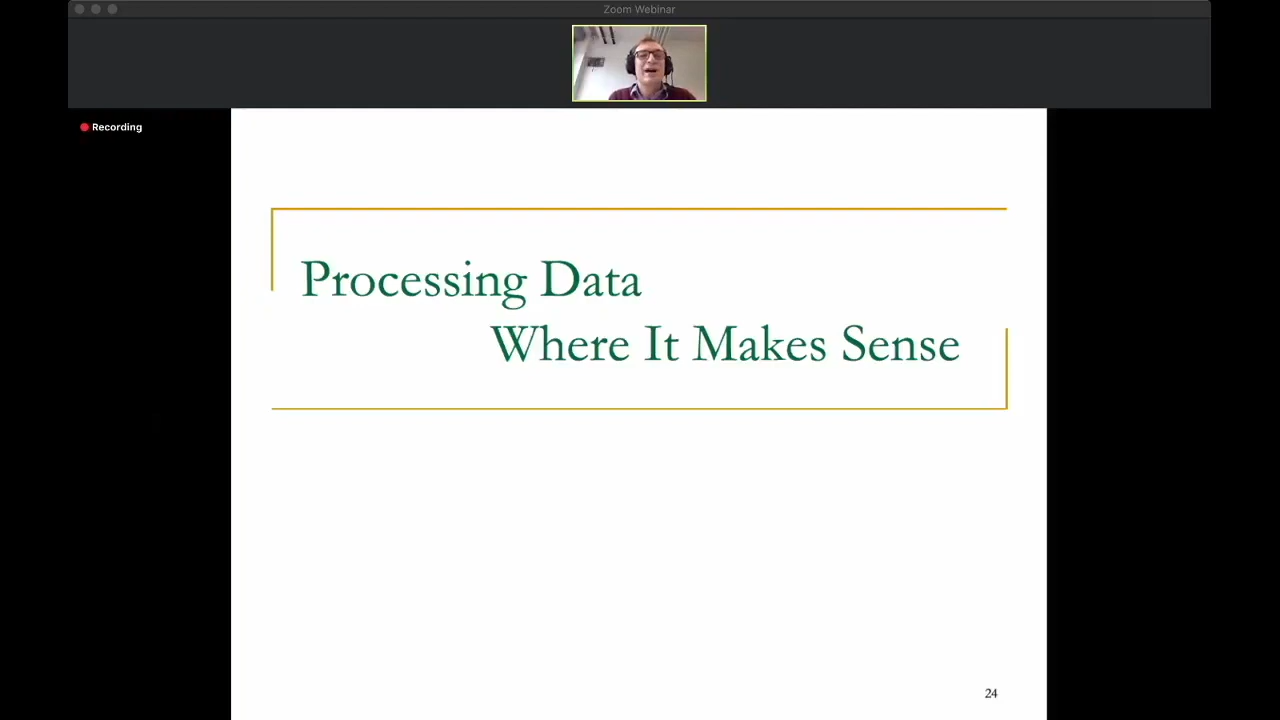 Zoom Webinar
Recording
Processing Data
Where It Makes Sense
24